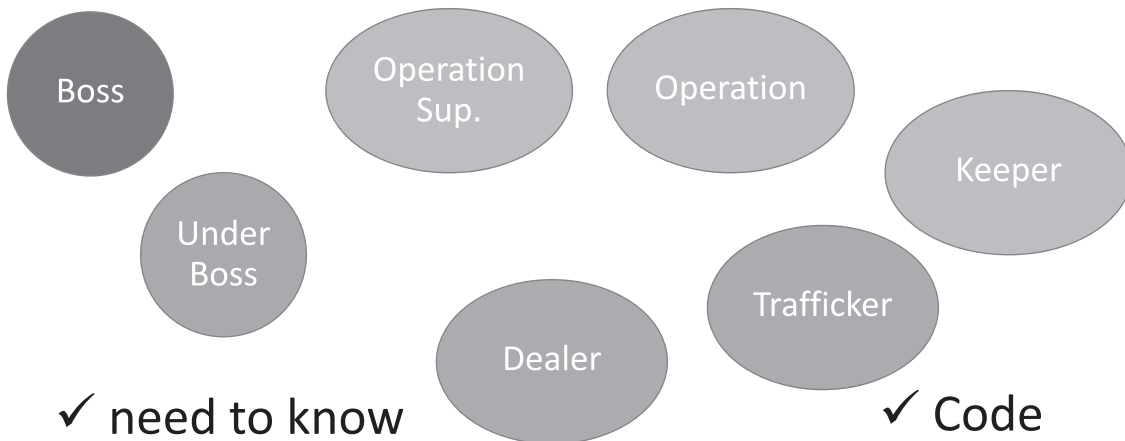 Boss
Operation
Sup.
Operation
Keeper
Under
Boss
Trafficker
Dealer
✓ need to know
✓ Code